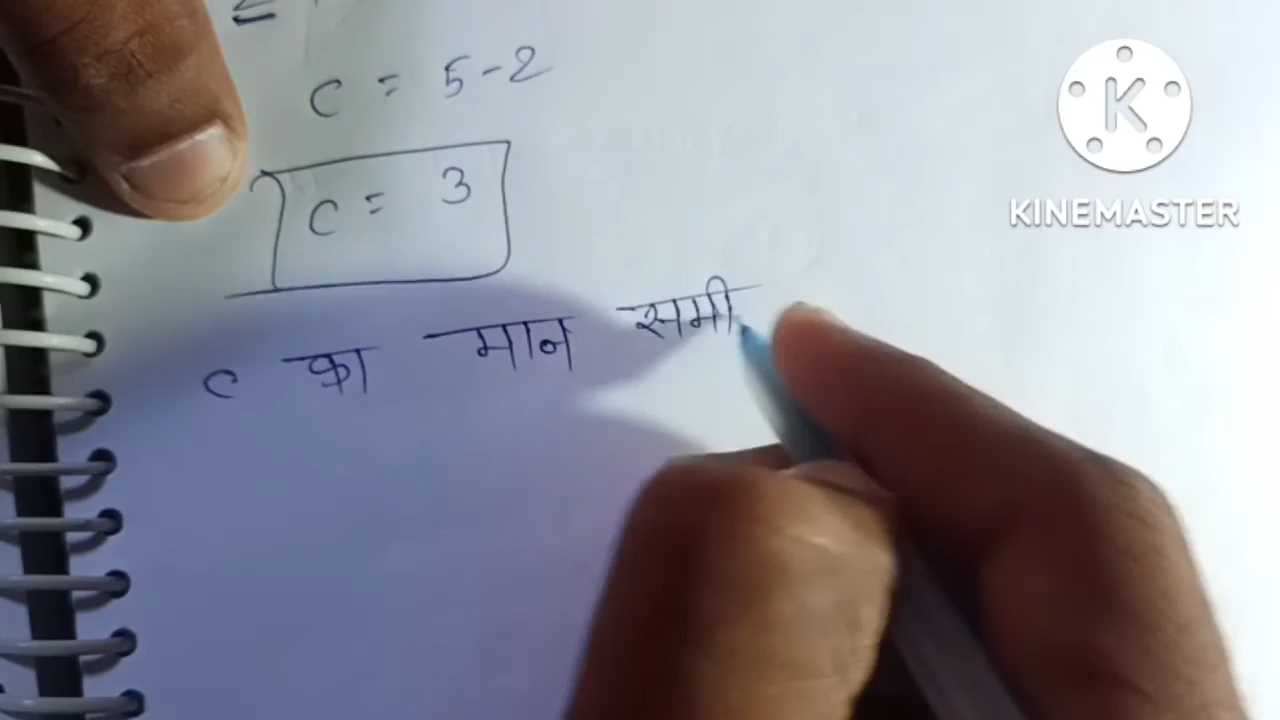 c = 5-2
c = 3
c का मान समी
KINEMASTER